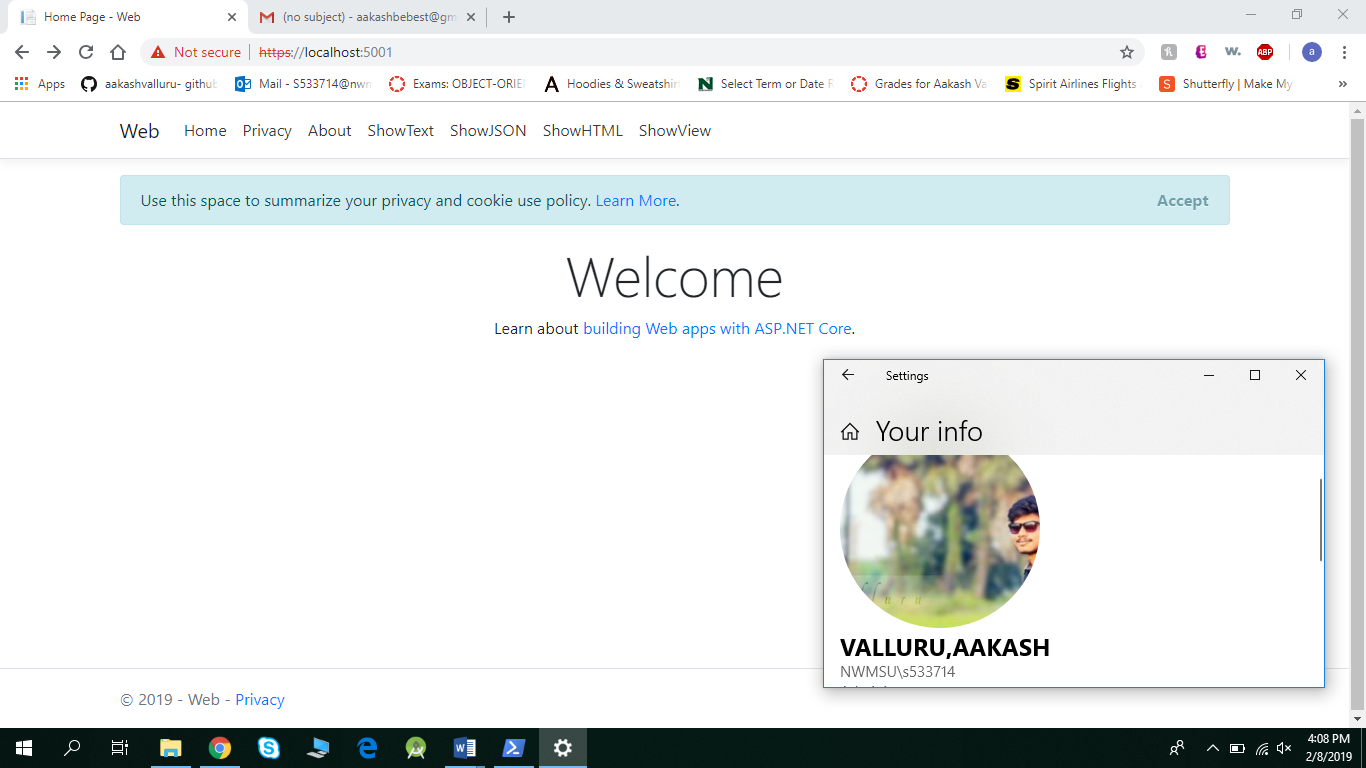 Home Page - Web
(no subject) - aakashbebest@gm
Not secure
https://localhost:5001
a
ABP
Apps
aakashvalluru- github
Mail - S533714@nwm
Exams: OBJECT-ORIE
Hoodies & Sweatshirt
Select Term or Date R
Grades for Aakash Va
Spirit Airlines Flights
Shutterfly | Make My
Web
Home
Privacy
About
ShowText
ShowJSON
ShowHTML
ShowView
Use this space to summarize your privacy and cookie use policy. Learn More.
Accept
Welcome
Learn about building Web apps with ASP.NET Core.
Settings
Your info
VALLURU,AAKASH
NWMSU\s533714
© 2019 - Web - Privacy
4:08 PM
2/8/2019